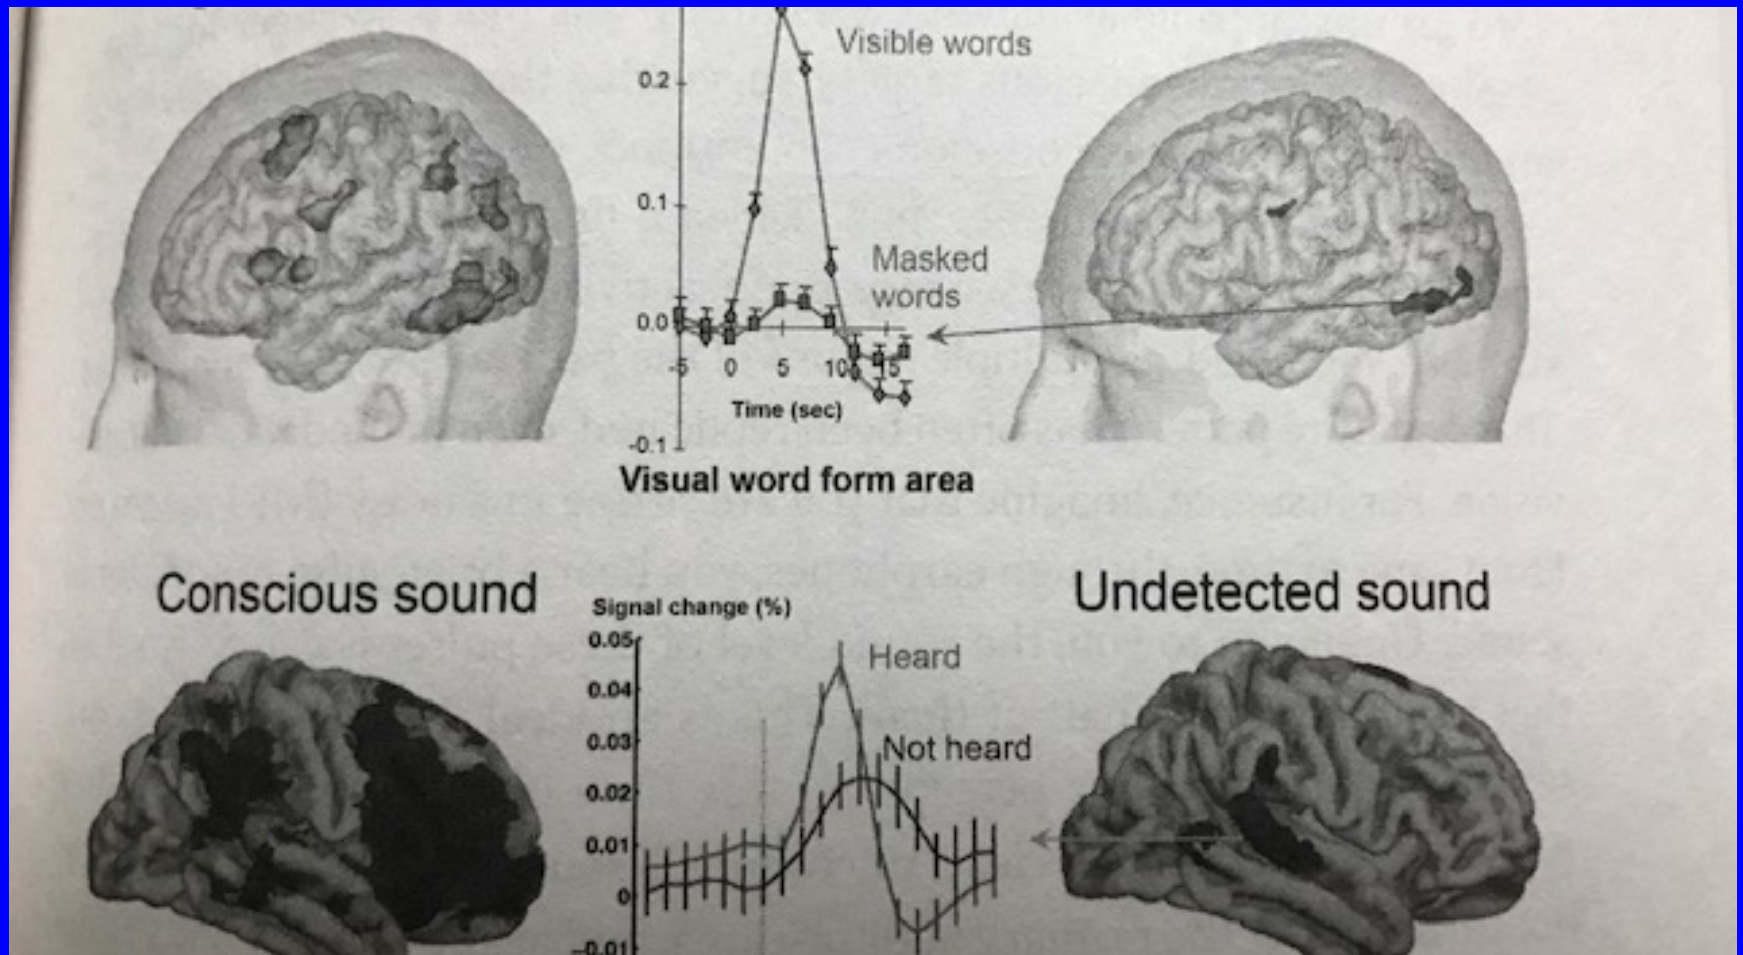 Visible words
0.2
0.1
Masked
words
0.0
-5 0 5 10 15
Time (sec)
-0.1
Visual word form area
Conscious sound
Signal change (%)
Undetected sound
0.05
Heard
0.04
0.03
Not heard
0.02
0.01
0
-0.01